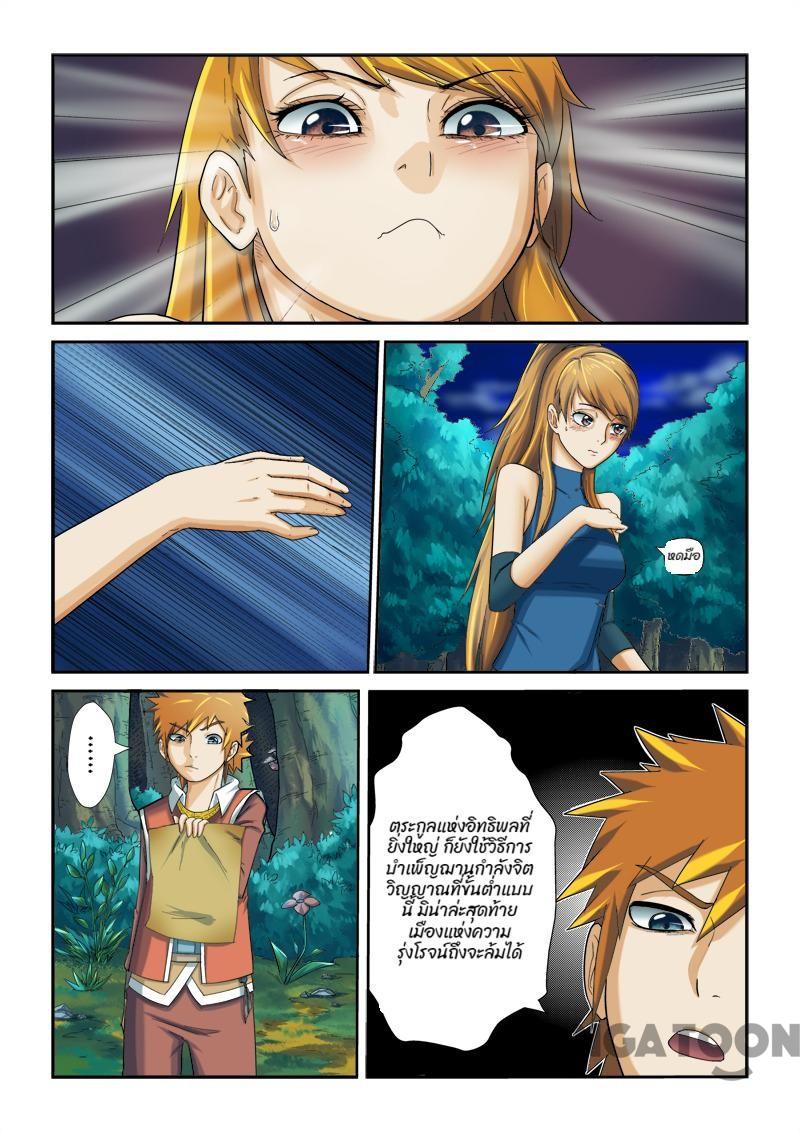 หดมือ
......
ตระกูลแห่งอิทธิพลที่
ยิ่งใหญ่ ก็ยังใช้วิธีการ
บำเพ็ญฌานกำลังจิต
วิญญาณที่ขั้นต่ำแบบ
นี้ มิน่าล่ะสุดท้าย
เมืองแห่งความ
รุ่งโรจน์ถึงจะล้มได้
IGATOON